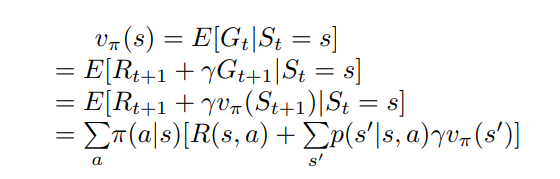 v_π(s) = E[G_t|S_t = s]
= E[R_{t+1} + γG_{t+1}|S_t = s]
= E[R_{t+1} + γv_π(S_{t+1})|S_t = s]
= ∑_a π(a|s)[R(s, a) + ∑_{s′} p(s′|s, a)γv_π(s′)]